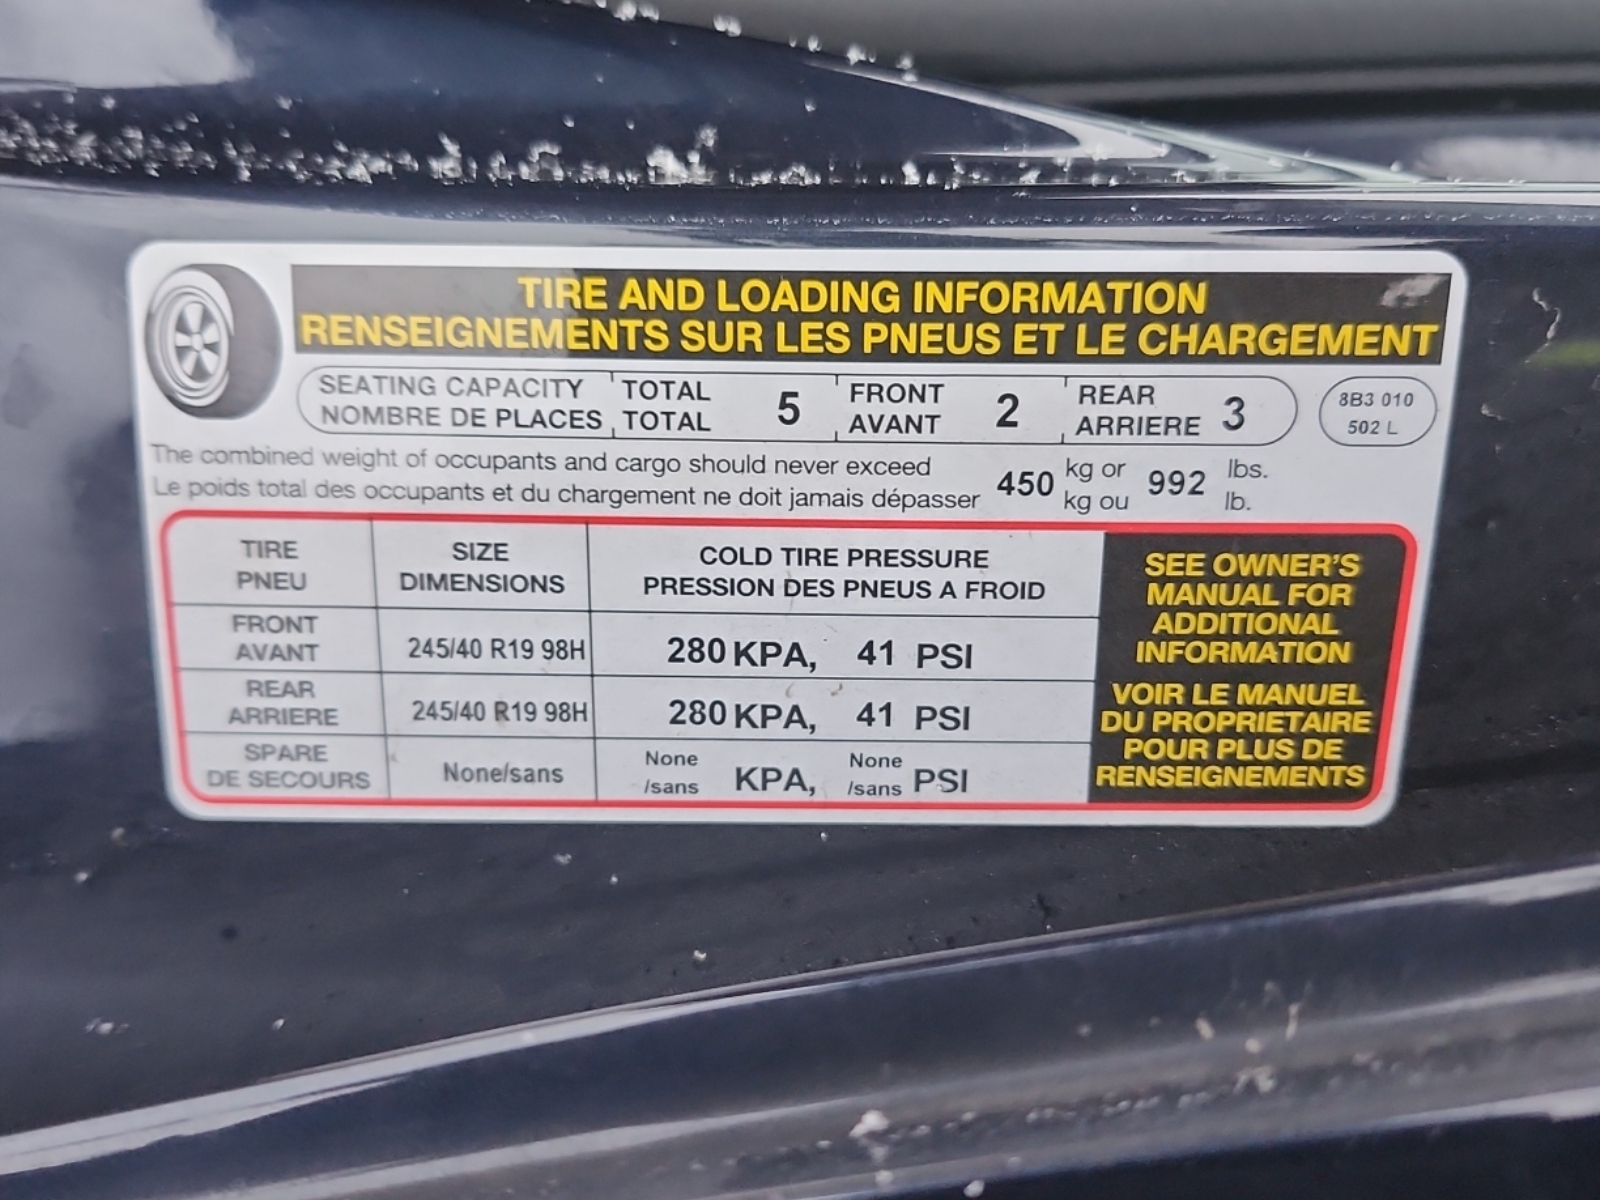 TIRE AND LOADING INFORMATION
RENSEIGNEMENTS SUR LES PNEUS ET LE CHARGEMENT
SEATING CAPACITY TOTAL 5 FRONT 2 REAR 3
NOMBRE DE PLACES TOTAL AVANT ARRIERE
8B3 010
502 L
The combined weight of occupants and cargo should never exceed 450 kg or 992 lbs.
Le poids total des occupants et du chargement ne doit jamais dépasser kg ou lb.
TIRE SIZE COLD TIRE PRESSURE
PNEU DIMENSIONS PRESSION DES PNEUS A FROID
FRONT
AVANT 245/40 R19 98H 280 KPA, 41 PSI
REAR
ARRIERE 245/40 R19 98H 280 KPA, 41 PSI
SPARE None None
DE SECOURS None/sans /sans KPA, /sans PSI
SEE OWNER'S
MANUAL FOR
ADDITIONAL
INFORMATION
VOIR LE MANUEL
DU PROPRIETAIRE
POUR PLUS DE
RENSEIGNEMENTS